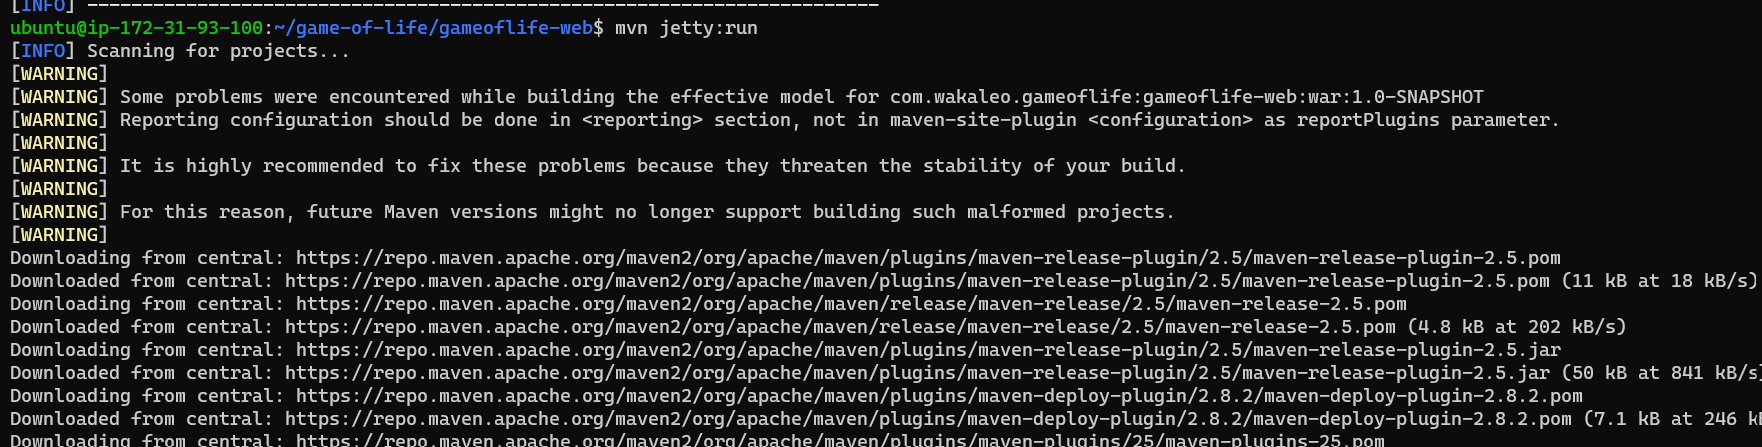 [INFO] ------------------------------------------------------------------------
ubuntu@ip-172-31-93-100:~/game-of-life/gameoflife-web$ mvn jetty:run
[INFO] Scanning for projects...
[WARNING]
[WARNING] Some problems were encountered while building the effective model for com.wakaleo.gameoflife:gameoflife-web:war:1.0-SNAPSHOT
[WARNING] Reporting configuration should be done in <reporting> section, not in maven-site-plugin <configuration> as reportPlugins parameter.
[WARNING]
[WARNING] It is highly recommended to fix these problems because they threaten the stability of your build.
[WARNING]
[WARNING] For this reason, future Maven versions might no longer support building such malformed projects.
[WARNING]
Downloading from central: https://repo.maven.apache.org/maven2/org/apache/maven/plugins/maven-release-plugin/2.5/maven-release-plugin-2.5.pom
Downloaded from central: https://repo.maven.apache.org/maven2/org/apache/maven/plugins/maven-release-plugin/2.5/maven-release-plugin-2.5.pom (11 kB at 18 kB/s)
Downloading from central: https://repo.maven.apache.org/maven2/org/apache/maven/release/maven-release/2.5/maven-release-2.5.pom
Downloaded from central: https://repo.maven.apache.org/maven2/org/apache/maven/release/maven-release/2.5/maven-release-2.5.pom (4.8 kB at 202 kB/s)
Downloading from central: https://repo.maven.apache.org/maven2/org/apache/maven/plugins/maven-release-plugin/2.5/maven-release-plugin-2.5.jar
Downloaded from central: https://repo.maven.apache.org/maven2/org/apache/maven/plugins/maven-release-plugin/2.5/maven-release-plugin-2.5.jar (50 kB at 841 kB/s)
Downloading from central: https://repo.maven.apache.org/maven2/org/apache/maven/plugins/maven-deploy-plugin/2.8.2/maven-deploy-plugin-2.8.2.pom
Downloaded from central: https://repo.maven.apache.org/maven2/org/apache/maven/plugins/maven-deploy-plugin/2.8.2/maven-deploy-plugin-2.8.2.pom (7.1 kB at 246 k
Downloading from central: https://repo.maven.apache.org/maven2/org/apache/maven/plugins/maven-plugins/25/maven-plugins-25.pom